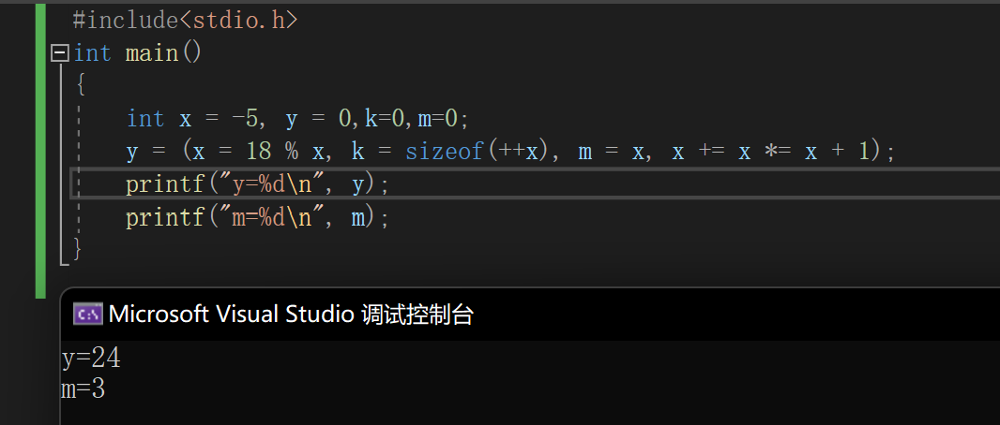 #include<stdio.h>
int main()
{
int x = -5, y = 0,k=0,m=0;
y = (x = 18 % x, k = sizeof(++x), m = x, x += x *= x + 1);
printf("y=%d\n", y);
printf("m=%d\n", m);
}
C:\ Microsoft Visual Studio 调试控制台
y=24
m=3